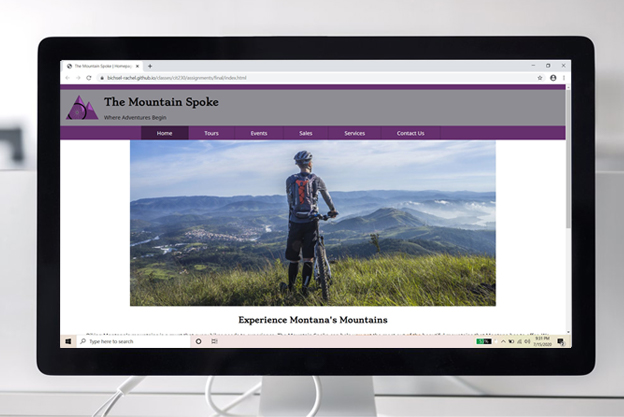 The Mountain Spoke | Homepage
bichsel-rachel.github.io/classes/cit230/assignments/final/index.html
The Mountain Spoke
Where Adventures Begin
Home Tours Events Sales Services Contact Us
Experience Montana's Mountains
Type here to search
9:31 PM
7/15/2020